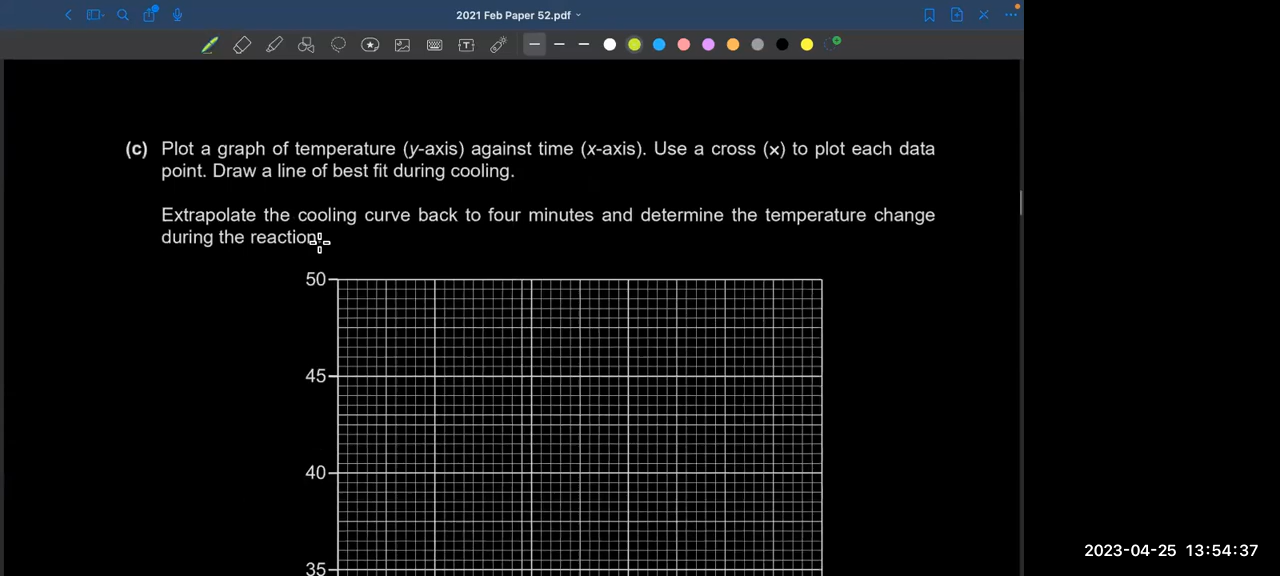 2021 Feb Paper 52.pdf
(c) Plot a graph of temperature (y-axis) against time (x-axis). Use a cross (×) to plot each data
point. Draw a line of best fit during cooling.
Extrapolate the cooling curve back to four minutes and determine the temperature change
during the reaction.
50
45
40
35
2023-04-25 13:54:37